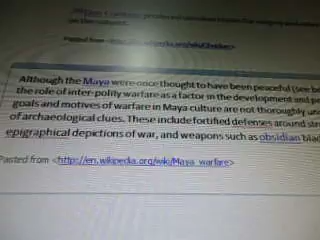 Pasted from
Although the Maya were once thought to have been peaceful (see be
the role of inter-polity warfare as a factor in the development and pe
goals and motives of warfare in Maya culture are not thoroughly un
of archaeological clues. These include fortified defenses around str
epigraphical depictions of war, and weapons such as obsidian blad
Pasted from <http://en.wikipedia.org/wiki/Maya_warfare>